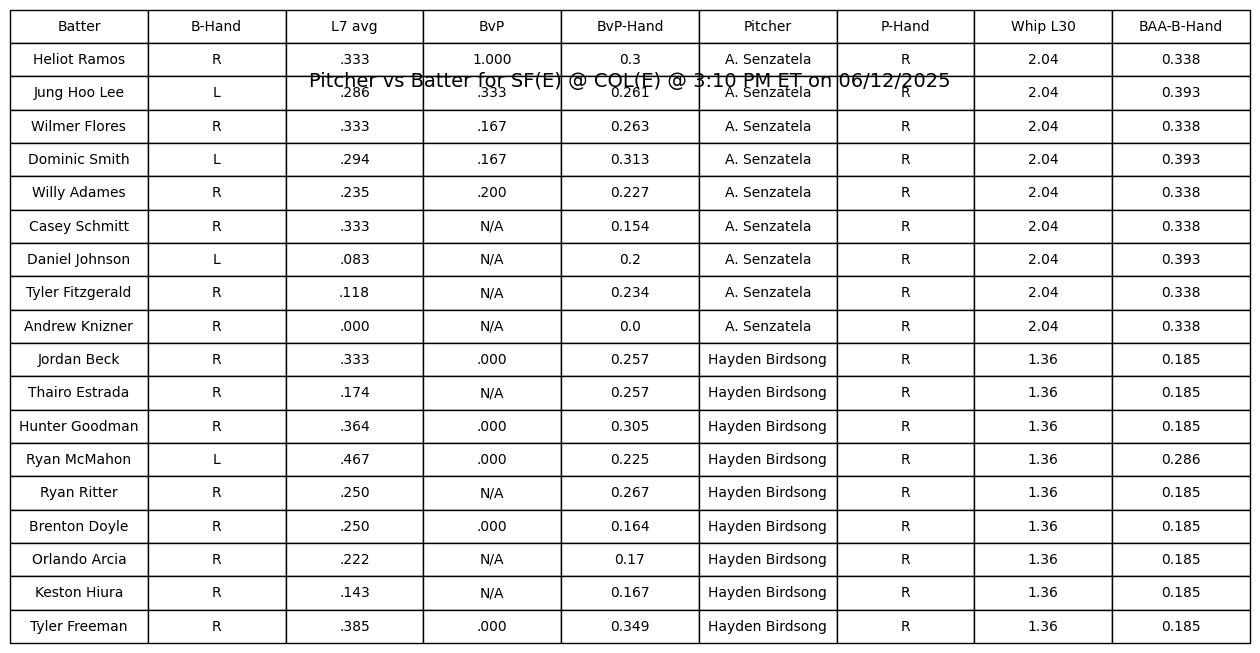 Batter B-Hand L7 avg BvP BvP-Hand Pitcher P-Hand Whip L30 BAA-B-Hand
Heliot Ramos R .333 1.000 0.3 A. Senzatela R 2.04 0.338
Pitcher vs Batter for SF(E) @ COL(E) @ 3:10 PM ET on 06/12/2025
Jung Hoo Lee L .286 .333 0.261 A. Senzatela R 2.04 0.393
Wilmer Flores R .333 .167 0.263 A. Senzatela R 2.04 0.338
Dominic Smith L .294 .167 0.313 A. Senzatela R 2.04 0.393
Willy Adames R .235 .200 0.227 A. Senzatela R 2.04 0.338
Casey Schmitt R .333 N/A 0.154 A. Senzatela R 2.04 0.338
Daniel Johnson L .083 N/A 0.2 A. Senzatela R 2.04 0.393
Tyler Fitzgerald R .118 N/A 0.234 A. Senzatela R 2.04 0.338
Andrew Knizner R .000 N/A 0.0 A. Senzatela R 2.04 0.338
Jordan Beck R .333 .000 0.257 Hayden Birdsong R 1.36 0.185
Thairo Estrada R .174 N/A 0.257 Hayden Birdsong R 1.36 0.185
Hunter Goodman R .364 .000 0.305 Hayden Birdsong R 1.36 0.185
Ryan McMahon L .467 .000 0.225 Hayden Birdsong R 1.36 0.286
Ryan Ritter R .250 N/A 0.267 Hayden Birdsong R 1.36 0.185
Brenton Doyle R .250 .000 0.164 Hayden Birdsong R 1.36 0.185
Orlando Arcia R .222 N/A 0.17 Hayden Birdsong R 1.36 0.185
Keston Hiura R .143 N/A 0.167 Hayden Birdsong R 1.36 0.185
Tyler Freeman R .385 .000 0.349 Hayden Birdsong R 1.36 0.185